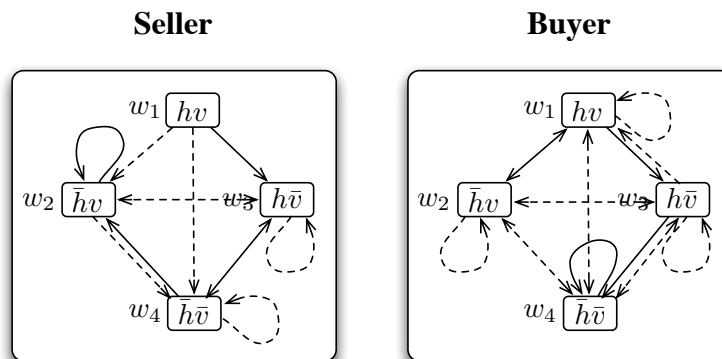 Seller Buyer
w₁ hv w₁ hv
w₂ h̄v w₃ hv̄ w₂ h̄v w₃ hv̄
w₄ h̄v̄ w₄ h̄v̄